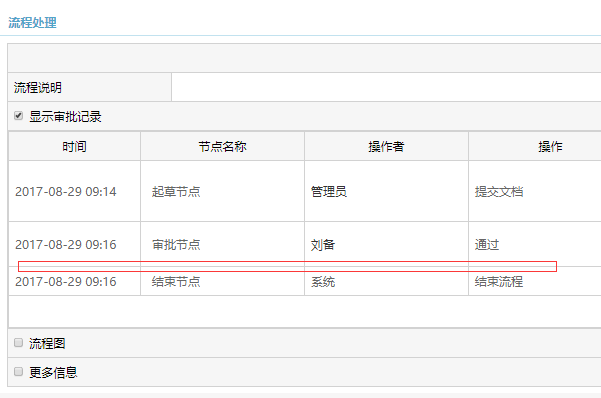 流程处理
流程说明
显示审批记录
时间 节点名称 操作者 操作
2017-08-29 09:14 起草节点 管理员 提交文档
2017-08-29 09:16 审批节点 刘备 通过
2017-08-29 09:16 结束节点 系统 结束流程
流程图
更多信息